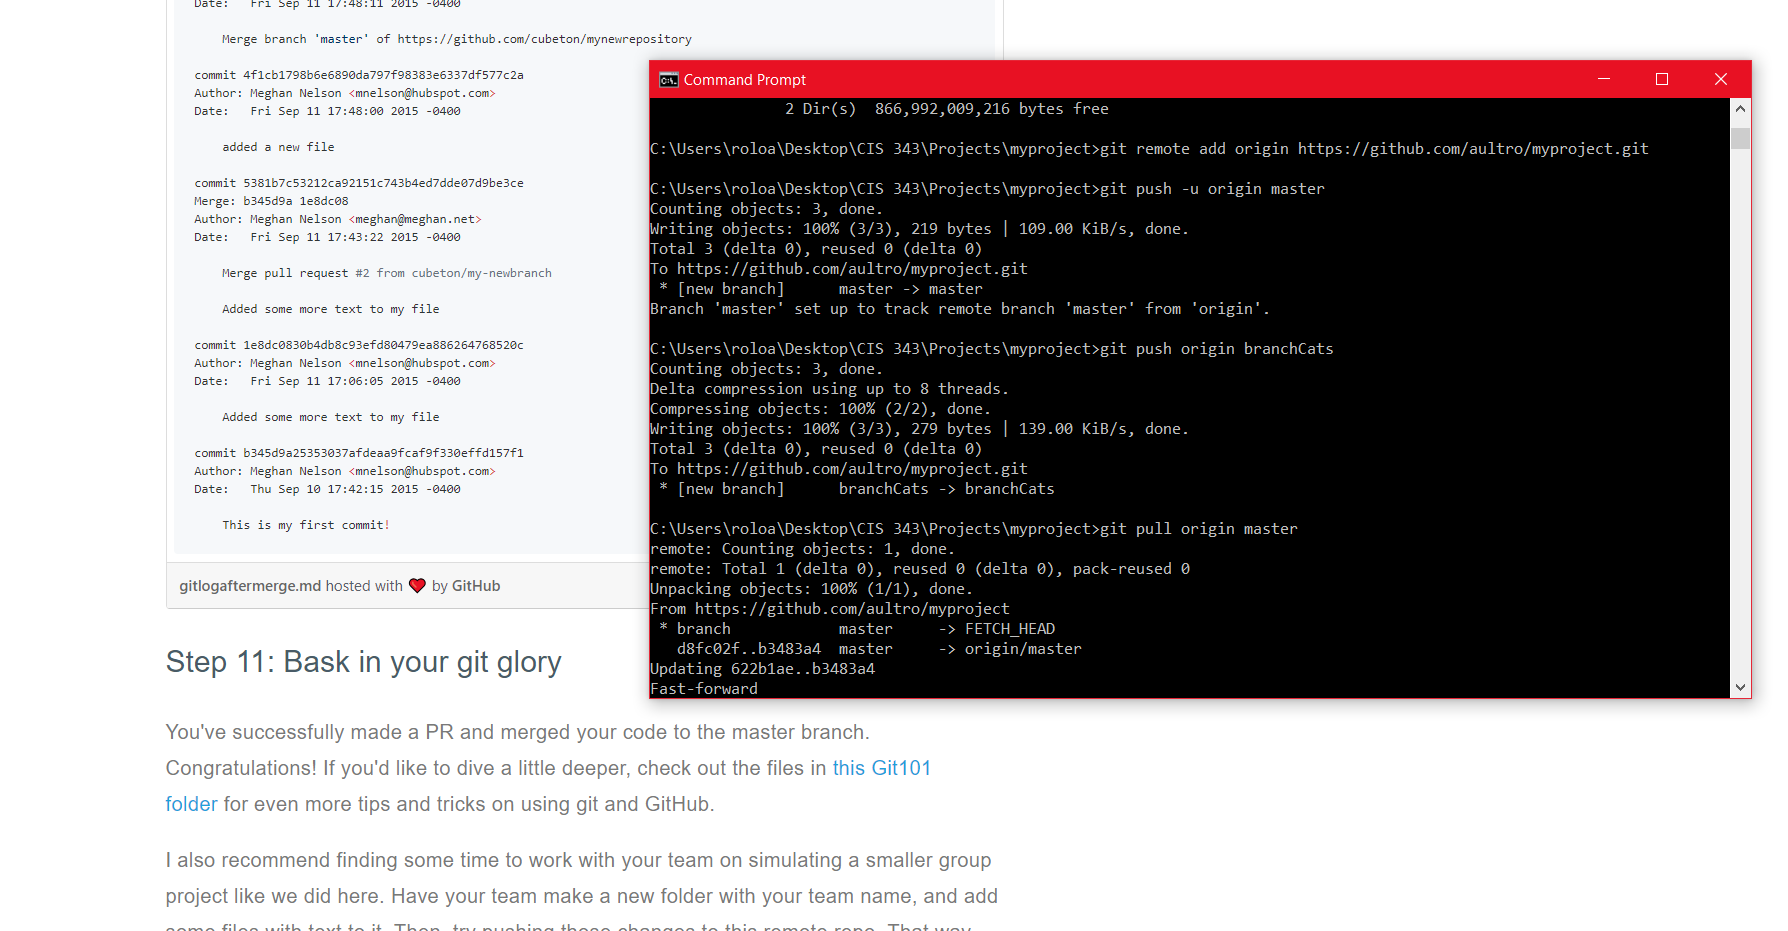 Date:   Fri Sep 11 17:48:11 2015 -0400
Merge branch 'master' of https://github.com/cubeton/mynewrepository
commit 4f1cb1798b6e6890da797f98383e6337df577c2a
Author: Meghan Nelson <mnelson@hubspot.com>
Date:   Fri Sep 11 17:48:00 2015 -0400
added a new file
commit 5381b7c53212ca92151c743b4ed7dde07d9be3ce
Merge: b345d9a 1e8dc08
Author: Meghan Nelson <meghan@meghan.net>
Date:   Fri Sep 11 17:43:22 2015 -0400
Merge pull request #2 from cubeton/my-newbranch
Added some more text to my file
commit 1e8dc0830b4db8c93efd80479ea886264768520c
Author: Meghan Nelson <mnelson@hubspot.com>
Date:   Fri Sep 11 17:06:05 2015 -0400
Added some more text to my file
commit b345d9a25353037afdeaa9fcaf9f330effd157f1
Author: Meghan Nelson <mnelson@hubspot.com>
Date:   Thu Sep 10 17:42:15 2015 -0400
This is my first commit!
gitlogaftermerge.md hosted with ❤ by GitHub
Command Prompt
2 Dir(s)  866,992,009,216 bytes free
C:\Users\roloa\Desktop\CIS 343\Projects\myproject>git remote add origin https://github.com/aultro/myproject.git
C:\Users\roloa\Desktop\CIS 343\Projects\myproject>git push -u origin master
Counting objects: 3, done.
Writing objects: 100% (3/3), 219 bytes | 109.00 KiB/s, done.
Total 3 (delta 0), reused 0 (delta 0)
To https://github.com/aultro/myproject.git
* [new branch]      master -> master
Branch 'master' set up to track remote branch 'master' from 'origin'.
C:\Users\roloa\Desktop\CIS 343\Projects\myproject>git push origin branchCats
Counting objects: 3, done.
Delta compression using up to 8 threads.
Compressing objects: 100% (2/2), done.
Writing objects: 100% (3/3), 279 bytes | 139.00 KiB/s, done.
Total 3 (delta 0), reused 0 (delta 0)
To https://github.com/aultro/myproject.git
* [new branch]      branchCats -> branchCats
C:\Users\roloa\Desktop\CIS 343\Projects\myproject>git pull origin master
remote: Counting objects: 1, done.
remote: Total 1 (delta 0), reused 0 (delta 0), pack-reused 0
Unpacking objects: 100% (1/1), done.
From https://github.com/aultro/myproject
* branch            master     -> FETCH_HEAD
d8fc02f..b3483a4  master     -> origin/master
Updating 622b1ae..b3483a4
Fast-forward
Step 11: Bask in your git glory
You've successfully made a PR and merged your code to the master branch.
Congratulations! If you'd like to dive a little deeper, check out the files in this Git101
folder for even more tips and tricks on using git and GitHub.
I also recommend finding some time to work with your team on simulating a smaller group
project like we did here. Have your team make a new folder with your team name, and add
some files with text to it. Then, try pushing those changes to this remote repo. That way,